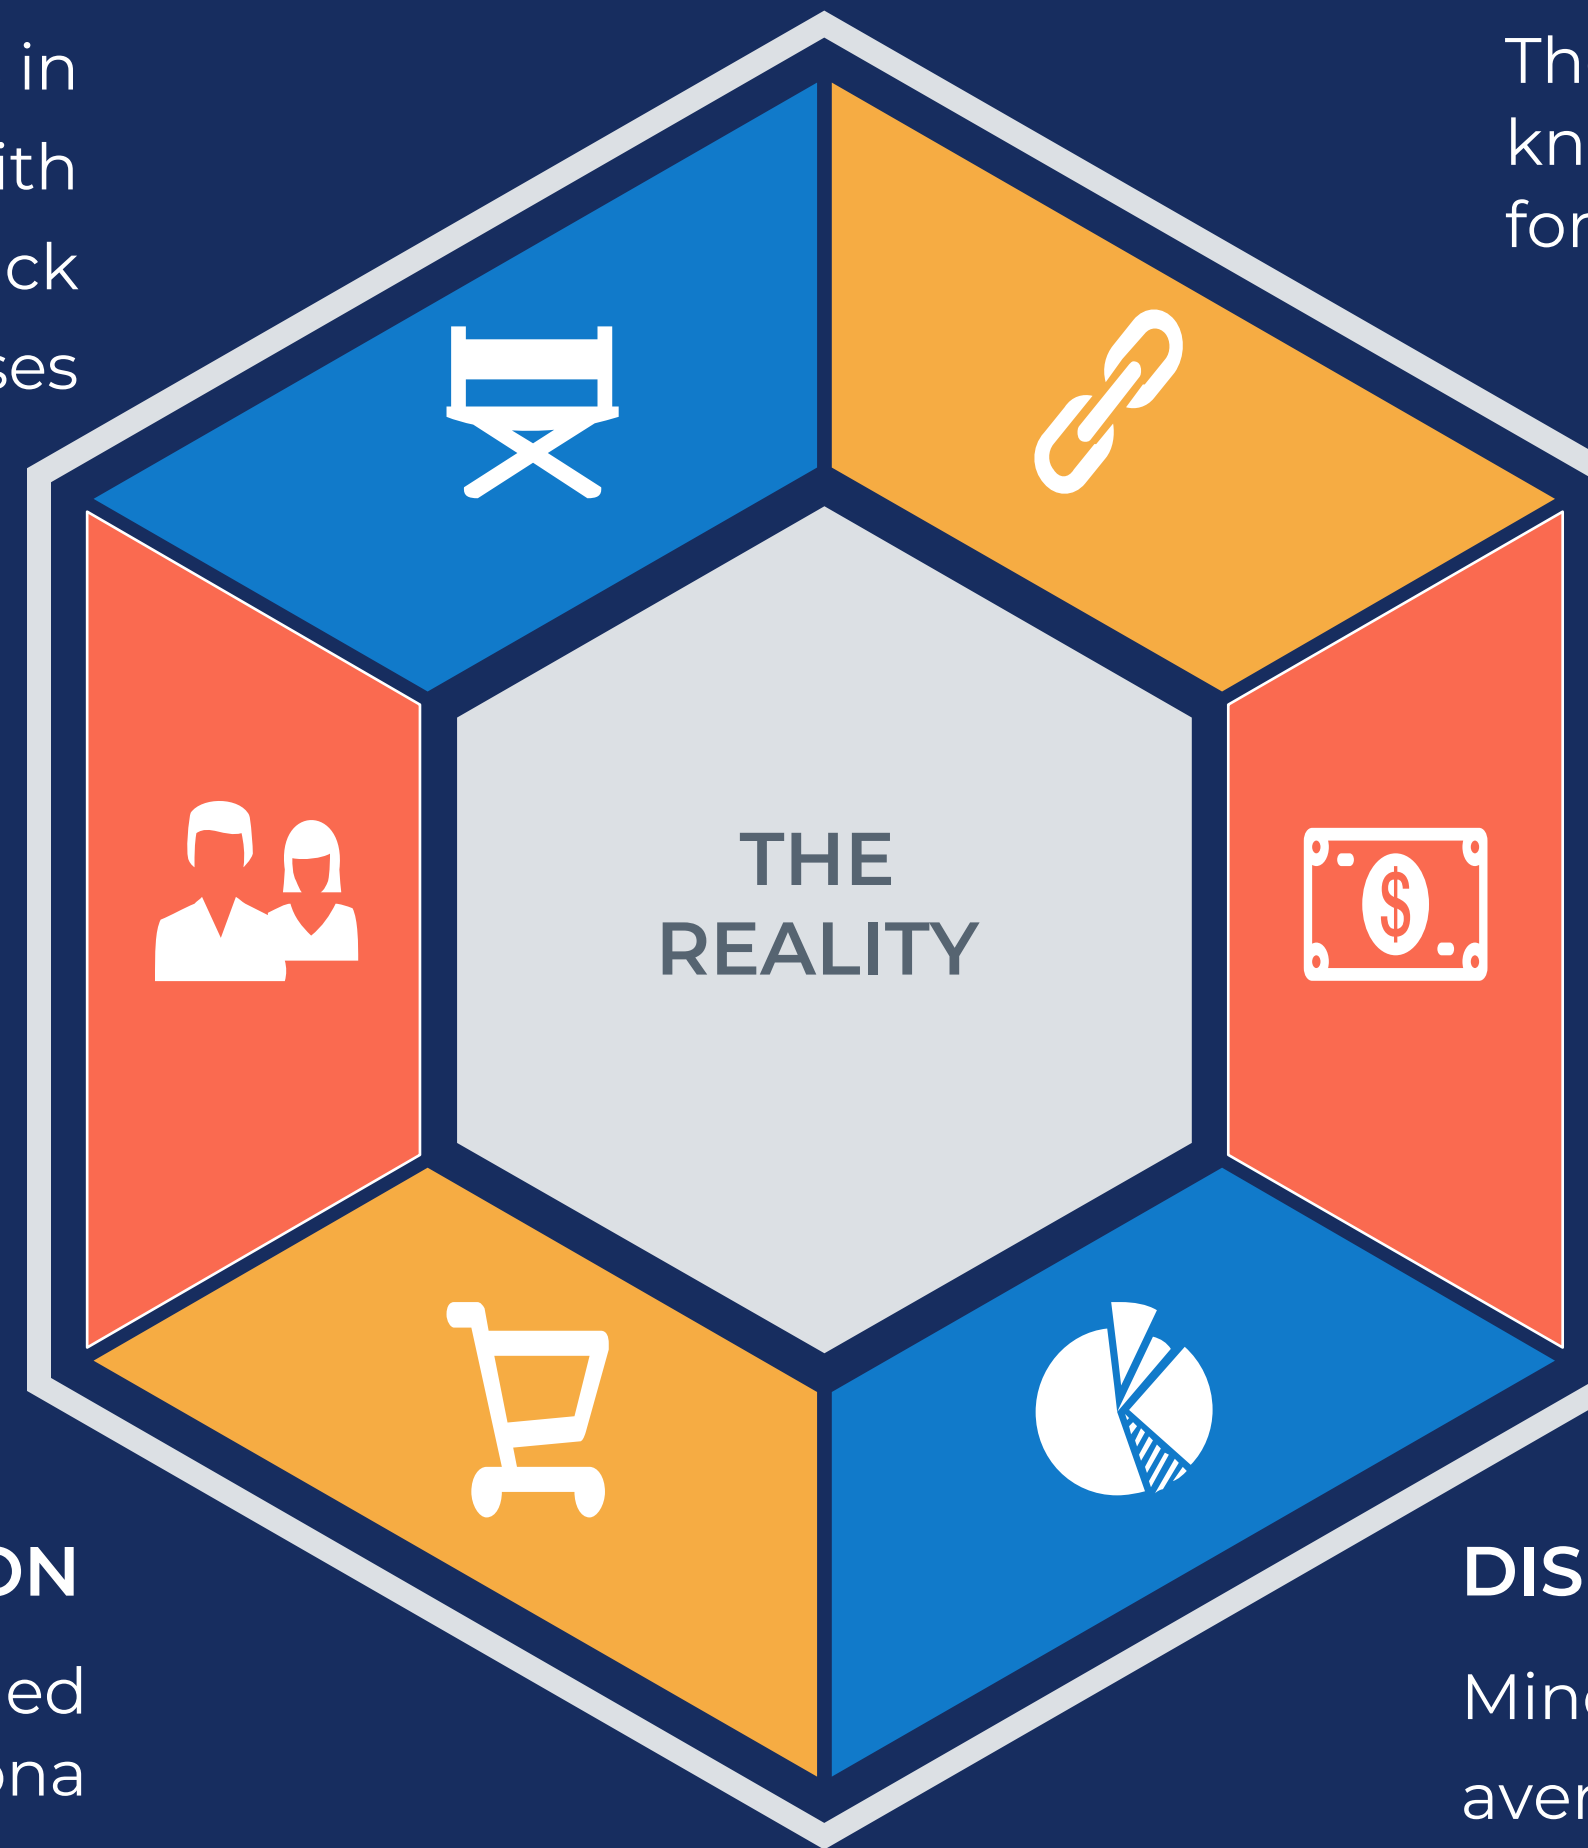 in
ith
ck
ses
Th
kn
for
THE
REALITY
ON
ed
ona
DIS
Min
aver